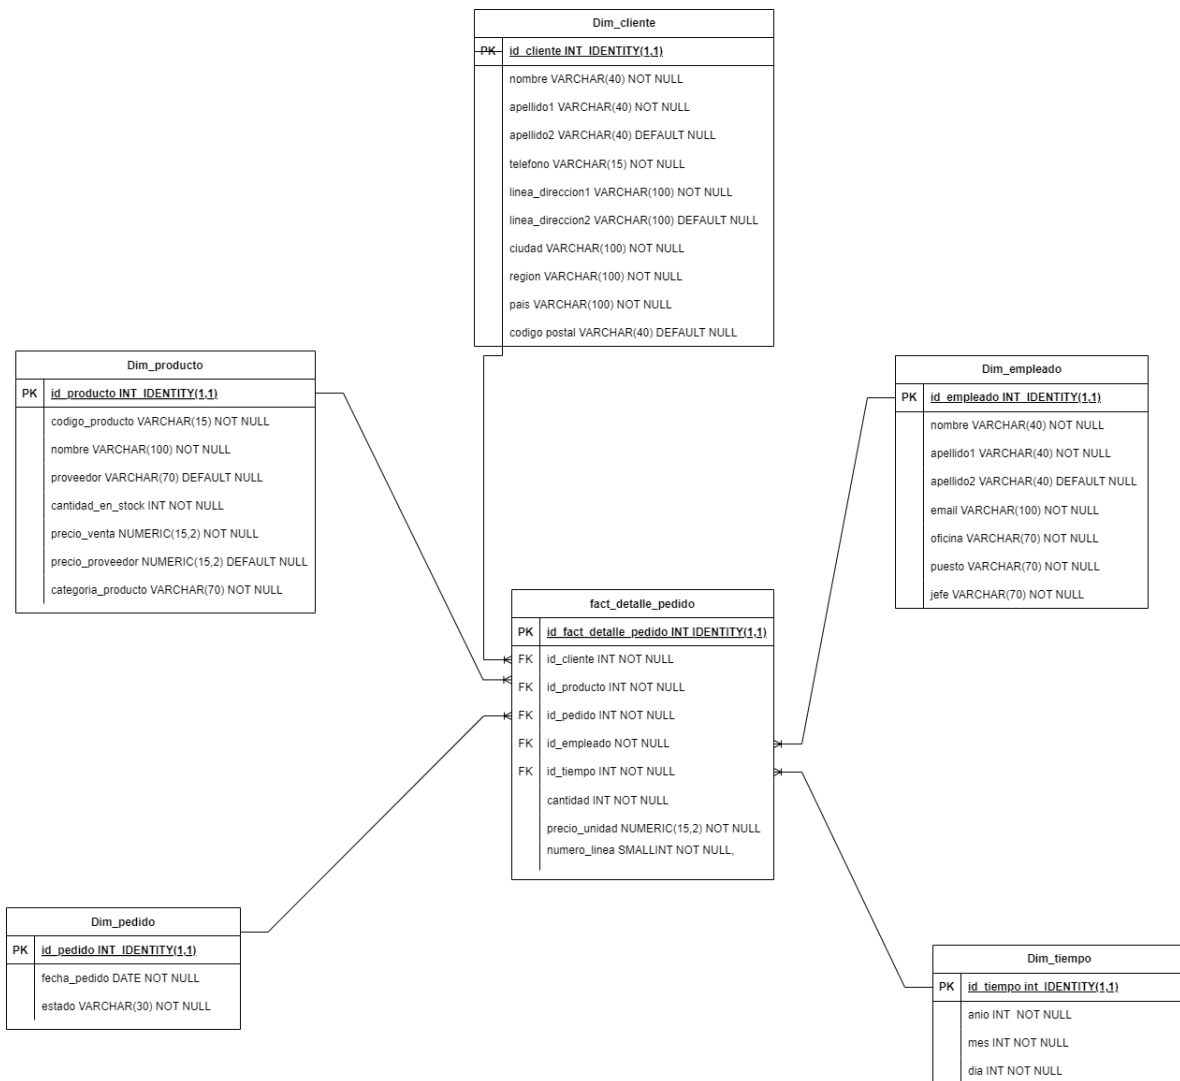 Dim_cliente
PK id_cliente INT IDENTITY(1,1)
nombre VARCHAR(40) NOT NULL
apellido1 VARCHAR(40) NOT NULL
apellido2 VARCHAR(40) DEFAULT NULL
telefono VARCHAR(15) NOT NULL
linea_direccion1 VARCHAR(100) NOT NULL
linea_direccion2 VARCHAR(100) DEFAULT NULL
ciudad VARCHAR(100) NOT NULL
region VARCHAR(100) NOT NULL
pais VARCHAR(100) NOT NULL
codigo postal VARCHAR(40) DEFAULT NULL
Dim_producto
PK id_producto INT IDENTITY(1,1)
codigo_producto VARCHAR(15) NOT NULL
nombre VARCHAR(100) NOT NULL
proveedor VARCHAR(70) DEFAULT NULL
cantidad_en_stock INT NOT NULL
precio_venta NUMERIC(15,2) NOT NULL
precio_proveedor NUMERIC(15,2) DEFAULT NULL
categoria_producto VARCHAR(70) NOT NULL
Dim_empleado
PK id_empleado INT IDENTITY(1,1)
nombre VARCHAR(40) NOT NULL
apellido1 VARCHAR(40) NOT NULL
apellido2 VARCHAR(40) DEFAULT NULL
email VARCHAR(100) NOT NULL
oficina VARCHAR(70) NOT NULL
puesto VARCHAR(70) NOT NULL
jefe VARCHAR(70) NOT NULL
fact_detalle_pedido
PK id_fact_detalle_pedido INT IDENTITY(1,1)
FK id_cliente INT NOT NULL
FK id_producto INT NOT NULL
FK id_pedido INT NOT NULL
FK id_empleado NOT NULL
FK id_tiempo INT NOT NULL
cantidad INT NOT NULL
precio_unidad NUMERIC(15,2) NOT NULL
numero_linea SMALLINT NOT NULL,
Dim_pedido
PK id_pedido INT IDENTITY(1,1)
fecha_pedido DATE NOT NULL
estado VARCHAR(30) NOT NULL
Dim_tiempo
PK id_tiempo int IDENTITY(1,1)
anio INT NOT NULL
mes INT NOT NULL
dia INT NOT NULL